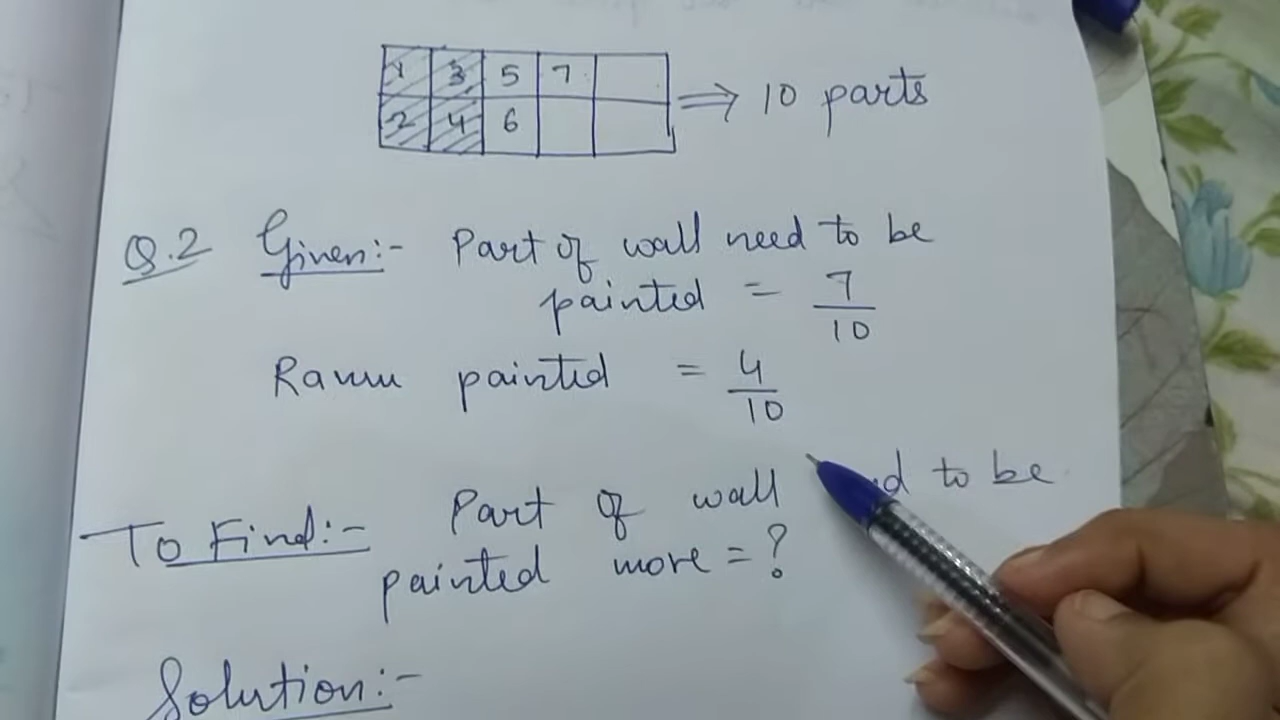 1 3 5 7
2 4 6
⇒ 10 parts
Q.2 Given:- Part of wall need to be
painted = 7/10
Ramu painted = 4/10
To Find:- Part of wall to be
painted more = ?
Solution:-